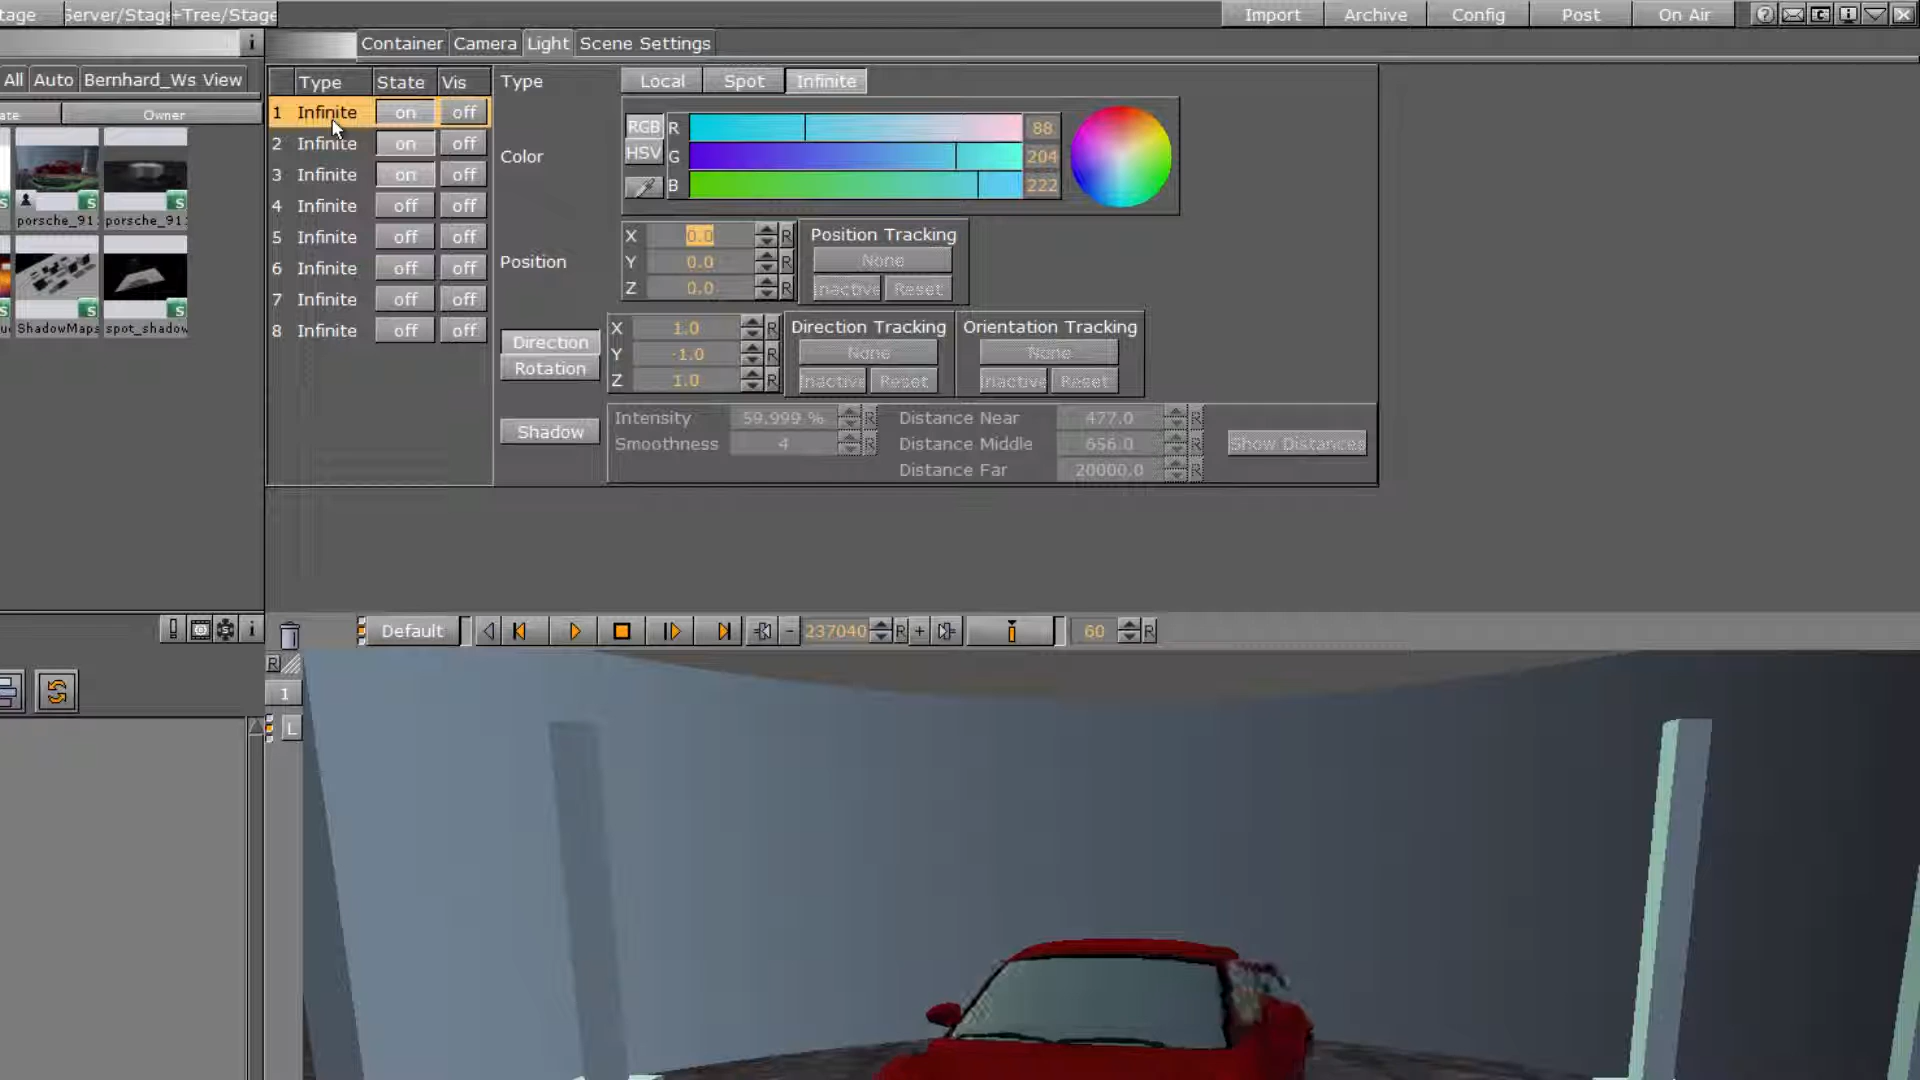 tage Server/Stage +Tree/Stage Import Archive Config Post On Air
Container Camera Light Scene Settings
All Auto Bernhard_Ws View
Owner
porsche_91 porsche_91
ShadowMaps spot_shadow
Type State Vis
1 Infinite on off
2 Infinite on off
3 Infinite on off
4 Infinite off off
5 Infinite off off
6 Infinite off off
7 Infinite off off
8 Infinite off off
Type Local Spot Infinite
Color
RGB R 88
HSV G 204
B 222
Position
X 0.0 R
Y 0.0 R
Z 0.0 R
Position Tracking
None
Inactive Reset
Direction
Rotation
X 1.0 R
Y -1.0 R
Z 1.0 R
Direction Tracking
None
Inactive Reset
Orientation Tracking
None
Inactive Reset
Shadow
Intensity 59.999 % R
Smoothness 4 R
Distance Near 477.0 R
Distance Middle 656.0 R
Distance Far 20000.0 R
Show Distances
Default 237040 R + 60 R
R
1
L